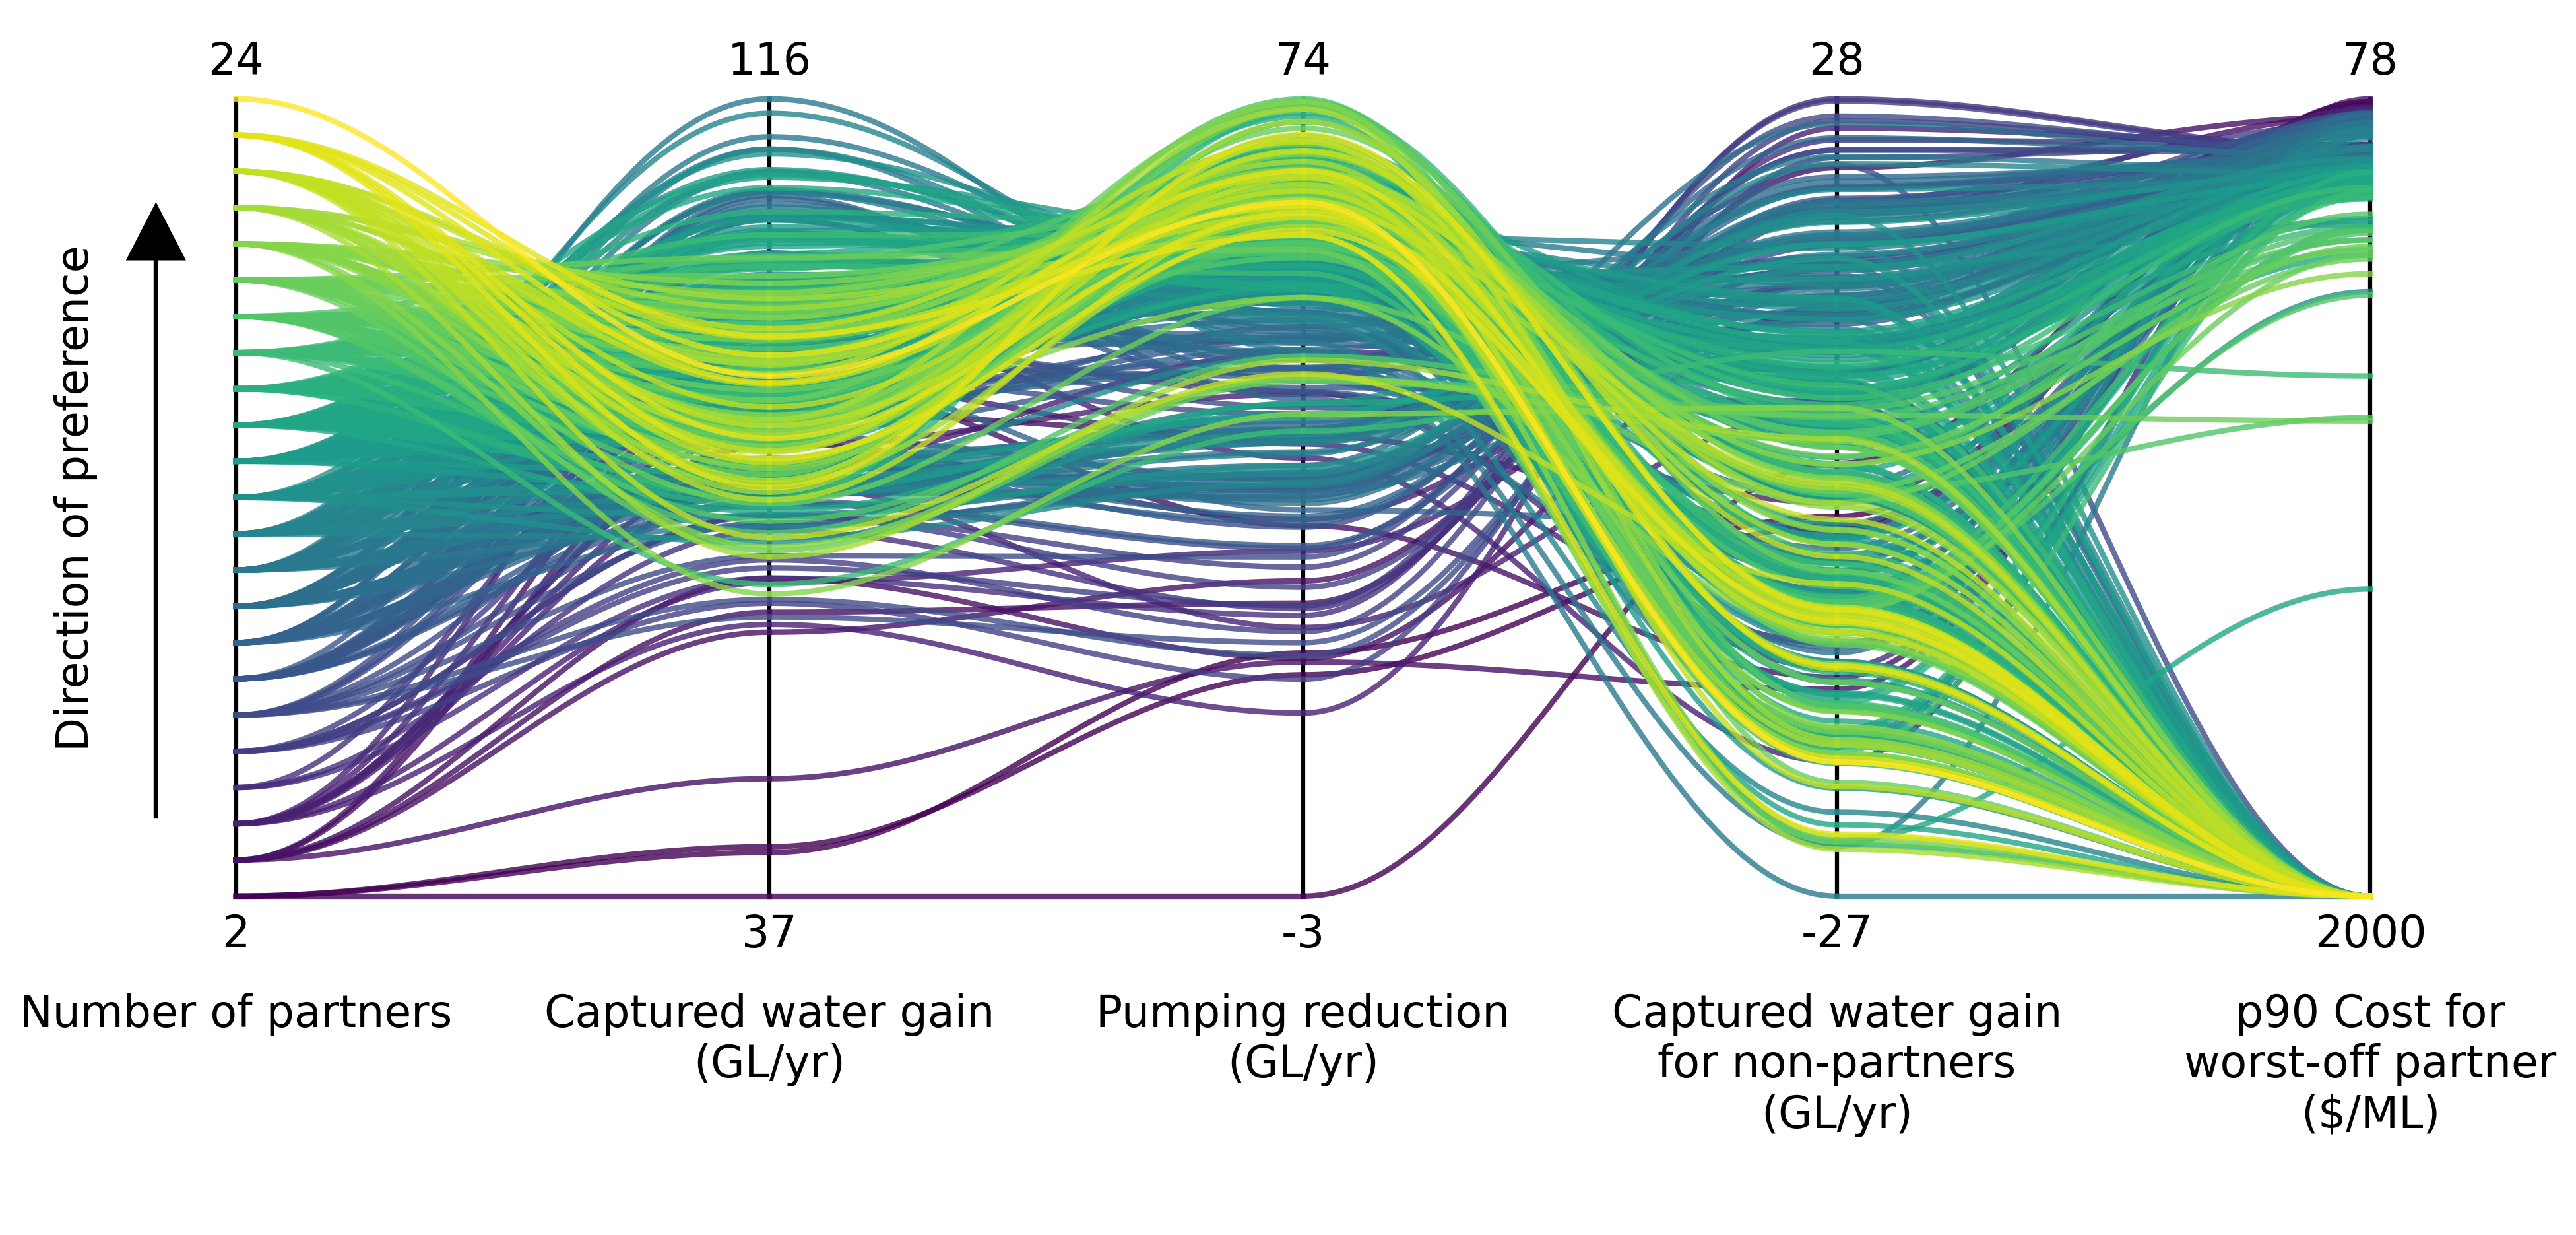 24
116
74
28
78
Direction of preference
2
37
-3
-27
2000
Number of partners
Captured water gain
(GL/yr)
Pumping reduction
(GL/yr)
Captured water gain
for non-partners
(GL/yr)
p90 Cost for
worst-off partner
($/ML)